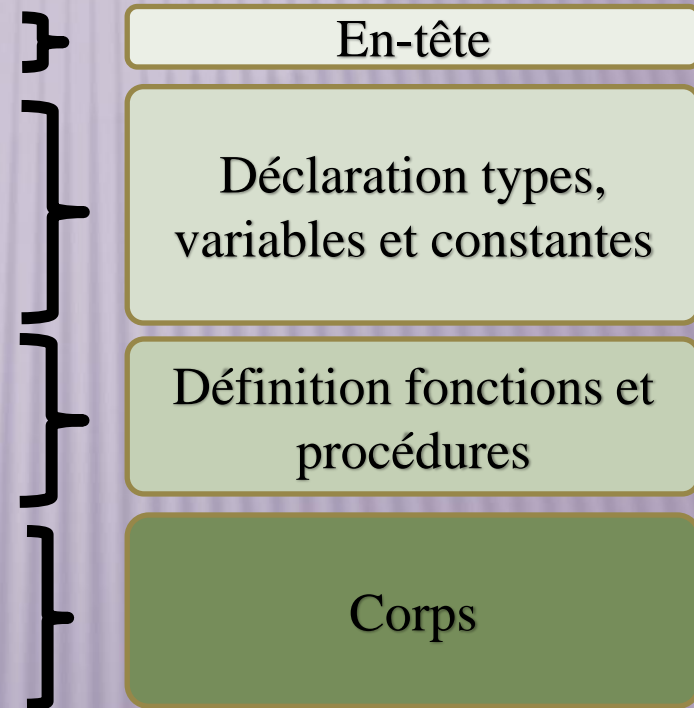 En-tête
Déclaration types,
variables et constantes
Définition fonctions et
procédures
Corps